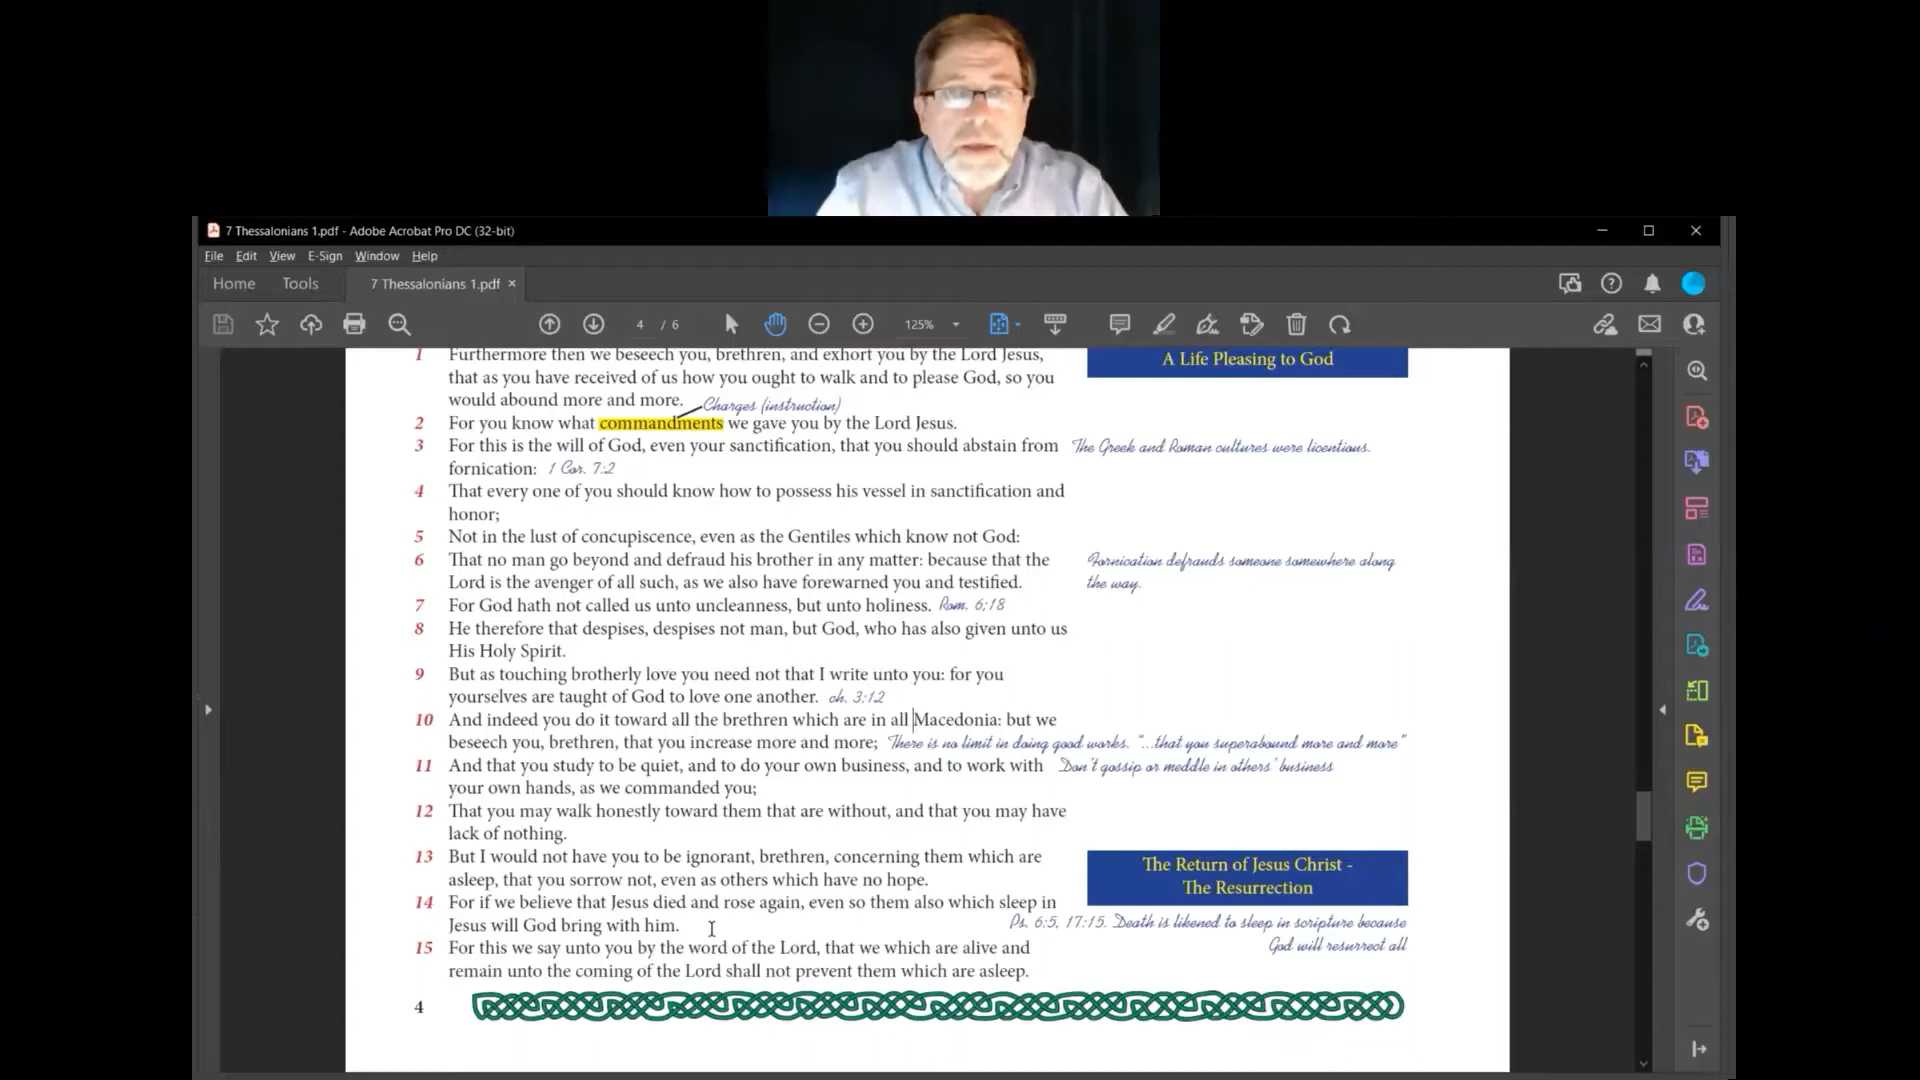 7 Thessalonians 1.pdf - Adobe Acrobat Pro DC (32-bit)
File Edit View E-Sign Window Help
Home Tools 7 Thessalonians 1.pdf ×
4 / 6 125%
1 Furthermore then we beseech you, brethren, and exhort you by the Lord Jesus,
that as you have received of us how you ought to walk and to please God, so you
would abound more and more.
A Life Pleasing to God
Charges (instruction)
2 For you know what commandments we gave you by the Lord Jesus.
3 For this is the will of God, even your sanctification, that you should abstain from
fornication: 1 Cor. 7:2
The Greek and Roman cultures were licentious.
4 That every one of you should know how to possess his vessel in sanctification and
honor;
5 Not in the lust of concupiscence, even as the Gentiles which know not God:
6 That no man go beyond and defraud his brother in any matter: because that the
Lord is the avenger of all such, as we also have forewarned you and testified.
Fornication defrauds someone somewhere along
the way.
7 For God hath not called us unto uncleanness, but unto holiness. Rom. 6:18
8 He therefore that despises, despises not man, but God, who has also given unto us
His Holy Spirit.
9 But as touching brotherly love you need not that I write unto you: for you
yourselves are taught of God to love one another. ch. 3:12
10 And indeed you do it toward all the brethren which are in all Macedonia: but we
beseech you, brethren, that you increase more and more; There is no limit in doing good works. "...that you superabound more and more"
11 And that you study to be quiet, and to do your own business, and to work with
your own hands, as we commanded you;
Don't gossip or meddle in others' business
12 That you may walk honestly toward them that are without, and that you may have
lack of nothing.
13 But I would not have you to be ignorant, brethren, concerning them which are
asleep, that you sorrow not, even as others which have no hope.
The Return of Jesus Christ -
The Resurrection
14 For if we believe that Jesus died and rose again, even so them also which sleep in
Jesus will God bring with him.
Ps. 6:5, 17:15. Death is likened to sleep in scripture because
God will resurrect all
15 For this we say unto you by the word of the Lord, that we which are alive and
remain unto the coming of the Lord shall not prevent them which are asleep.
4